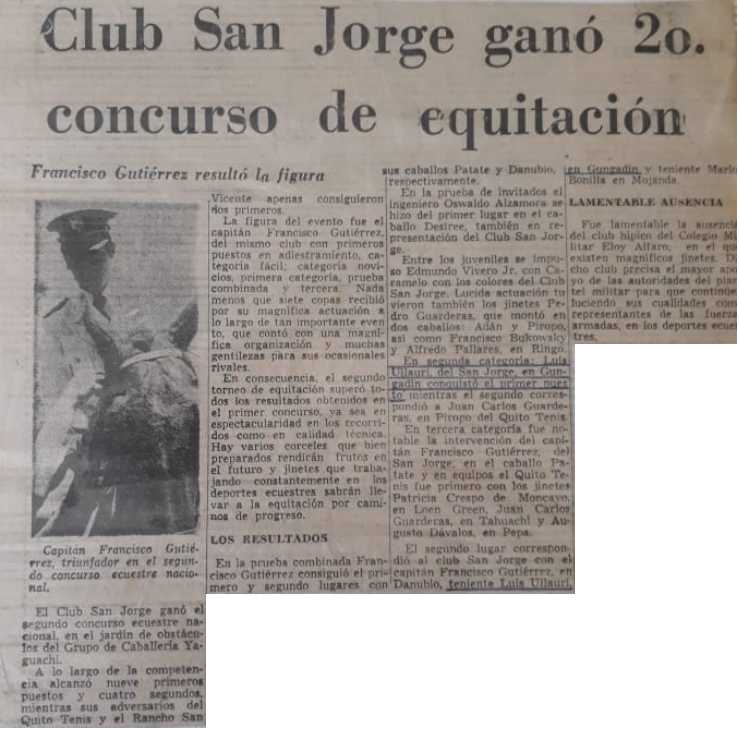 Club San Jorge ganó 2o.
concurso de equitación
Francisco Gutiérrez resultó la figura
Capitán Francisco Gutié-
rrez, triunfador en el segun-
do concurso ecuestre nacio-
nal.
El Club San Jorge ganó el
segundo concurso ecuestre na-
cional, en el jardín de obstácu-
los del Grupo de Caballería Ya-
guachi.
A lo largo de la competen-
cia alcanzó nueve primeros
puestos y cuatro segundos,
mientras sus adversarios del
Quito Tenis y el Rancho San
Vicente apenas consiguieron
dos primeros.
La figura del evento fue el
capitán Francisco Gutiérrez,
del mismo club con primeros
puestos en adiestramiento, ca-
tegoría fácil; categoría novi-
cios, primera categoría, prueba
combinada y tercera. Nada
menos que siete copas recibió
por su magnífica actuación a
lo largo de tan importante even
to, que contó con una magní-
fica organización y muchas
gentilezas para sus ocasionales
rivales.
En consecuencia, el segundo
torneo de equitación superó to-
dos los resultados obtenidos en
el primer concurso, ya sea en
espectacularidad en los recorri-
dos como en calidad técnica.
Hay varios corceles que bien
preparados rendirán frutos en
el futuro y jinetes que traba-
jando constantemente en los
deportes ecuestres sabrán lle-
var a la equitación por cami-
nos de progreso.
LOS RESULTADOS
En la prueba combinada Fran-
cisco Gutiérrez consiguió el pri-
mero y segundo lugares con
sus caballos Patate y Danubio,
respectivamente.
En la prueba de invitados el
ingeniero Oswaldo Alzamora se
hizo del primer lugar en el ca-
ballo Desiree, también en re-
presentación del Club San Jor-
ge.
Entre los juveniles se impu-
so Edmundo Vivero Jr. con Ca-
ramelo con los colores del Club
San Jorge. Lucida actuación tu
vieron también los jinetes Pe-
dro Guarderas, que montó en
dos caballos: Adán y Piropo,
así como Francisco Bukowsky
y Alfredo Pallares, en Ringo.
En segunda categoría: Luis
Ullauri, del San Jorge, en Gun-
gadin conquistó el primer pues
to mientras el segundo corres-
pondió a Juan Carlos Guarde-
ras, en Piropo del Quito Tenis.
En tercera categoría fue no-
table la intervención del capi-
tán Francisco Gutiérrez, del
San Jorge, en el caballo Pa-
tate y en equipos el Quito Te-
nis fue primero con los jinetes
Patricia Crespo de Moncayo,
en Loen Green, Juan Carlos
Guarderas, en Tahuachi y Au-
gusto Dávalos, en Pepa.
El segundo lugar correspon-
dió al club San Jorge con el
capitán Francisco Gutiérrez, en
Danubio, teniente Luis Ullauri,
en Gungadin y teniente Mario
Bonilla en Mojanda.
LAMENTABLE AUSENCIA
Fue lamentable la ausencia
del club hípico del Colegio Mi-
litar Eloy Alfaro, en el que
existen magníficos jinetes. Di-
cho club precisa el mayor apo-
yo de las autoridades del plan-
tel militar para que continúe
luciendo sus cualidades como
representantes de las fuerzas
armadas, en los deportes ecues-
tres.